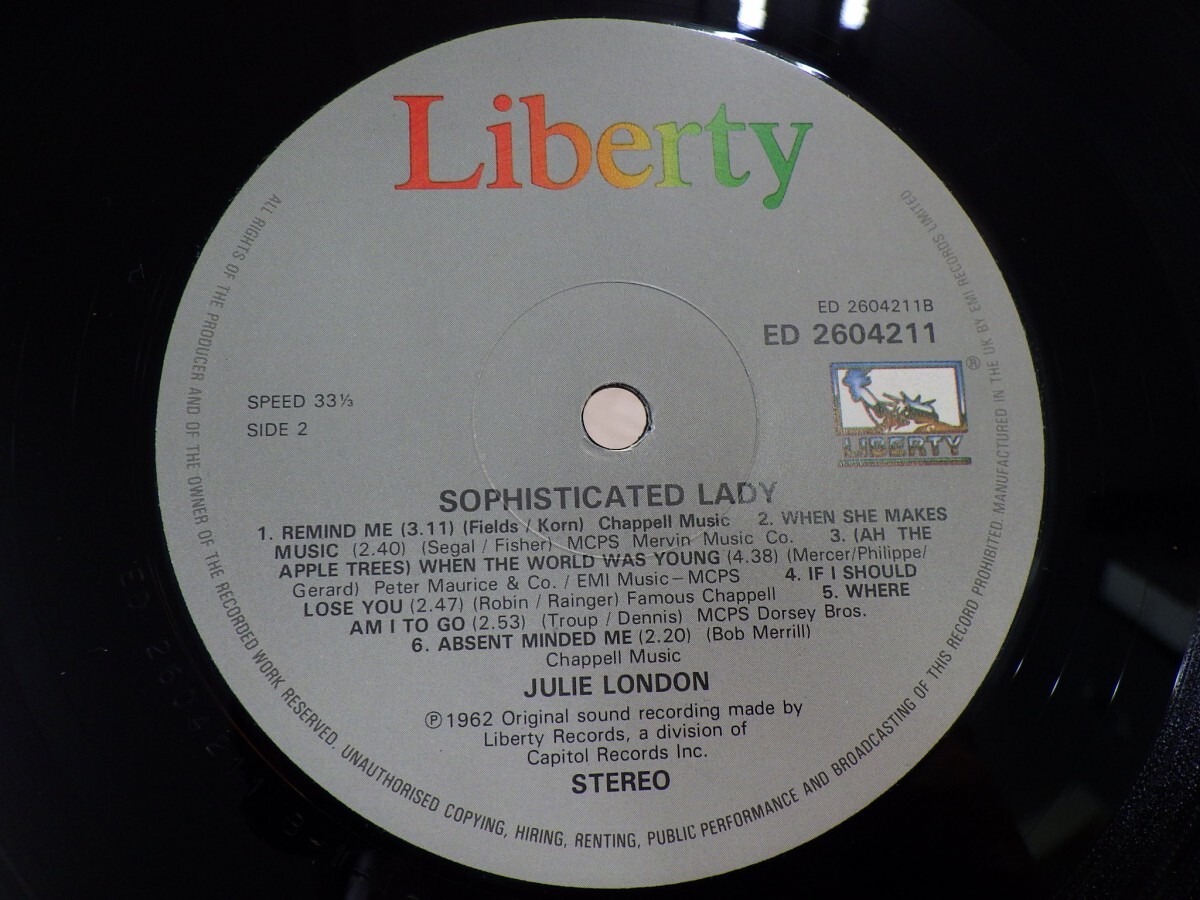 Liberty
ED 2604211B
ED 2604211
®
LIBERTY
SPEED 33⅓
SIDE 2
SOPHISTICATED LADY
1. REMIND ME (3.11) (Fields / Korn) Chappell Music 2. WHEN SHE MAKES
MUSIC (2.40) (Segal / Fisher) MCPS Mervin Music Co. 3. (AH THE
APPLE TREES) WHEN THE WORLD WAS YOUNG (4.38) (Mercer/Philippe/
Gerard) Peter Maurice & Co. / EMI Music – MCPS 4. IF I SHOULD
LOSE YOU (2.47) (Robin / Rainger) Famous Chappell 5. WHERE
AM I TO GO (2.53) (Troup / Dennis) MCPS Dorsey Bros.
6. ABSENT MINDED ME (2.20) (Bob Merrill)
Chappell Music
JULIE LONDON
℗ 1962 Original sound recording made by
Liberty Records, a division of
Capitol Records Inc.
STEREO
ALL RIGHTS OF THE PRODUCER AND OF THE OWNER OF THE RECORDED WORK RESERVED. UNAUTHORISED COPYING, HIRING, RENTING, PUBLIC PERFORMANCE AND BROADCASTING OF THIS RECORD PROHIBITED. MANUFACTURED IN THE UK BY EMI RECORDS LIMITED